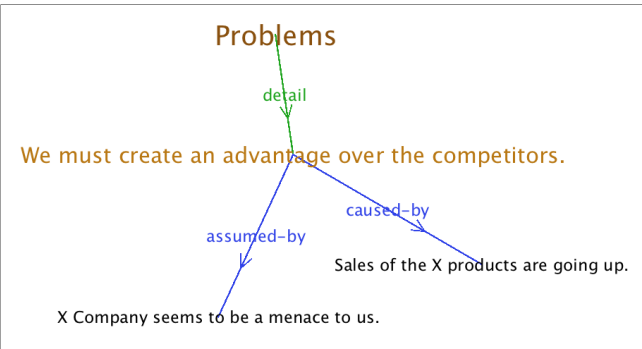 Problems
detail
We must create an advantage over the competitors.
caused-by
assumed-by
Sales of the X products are going up.
X Company seems to be a menace to us.